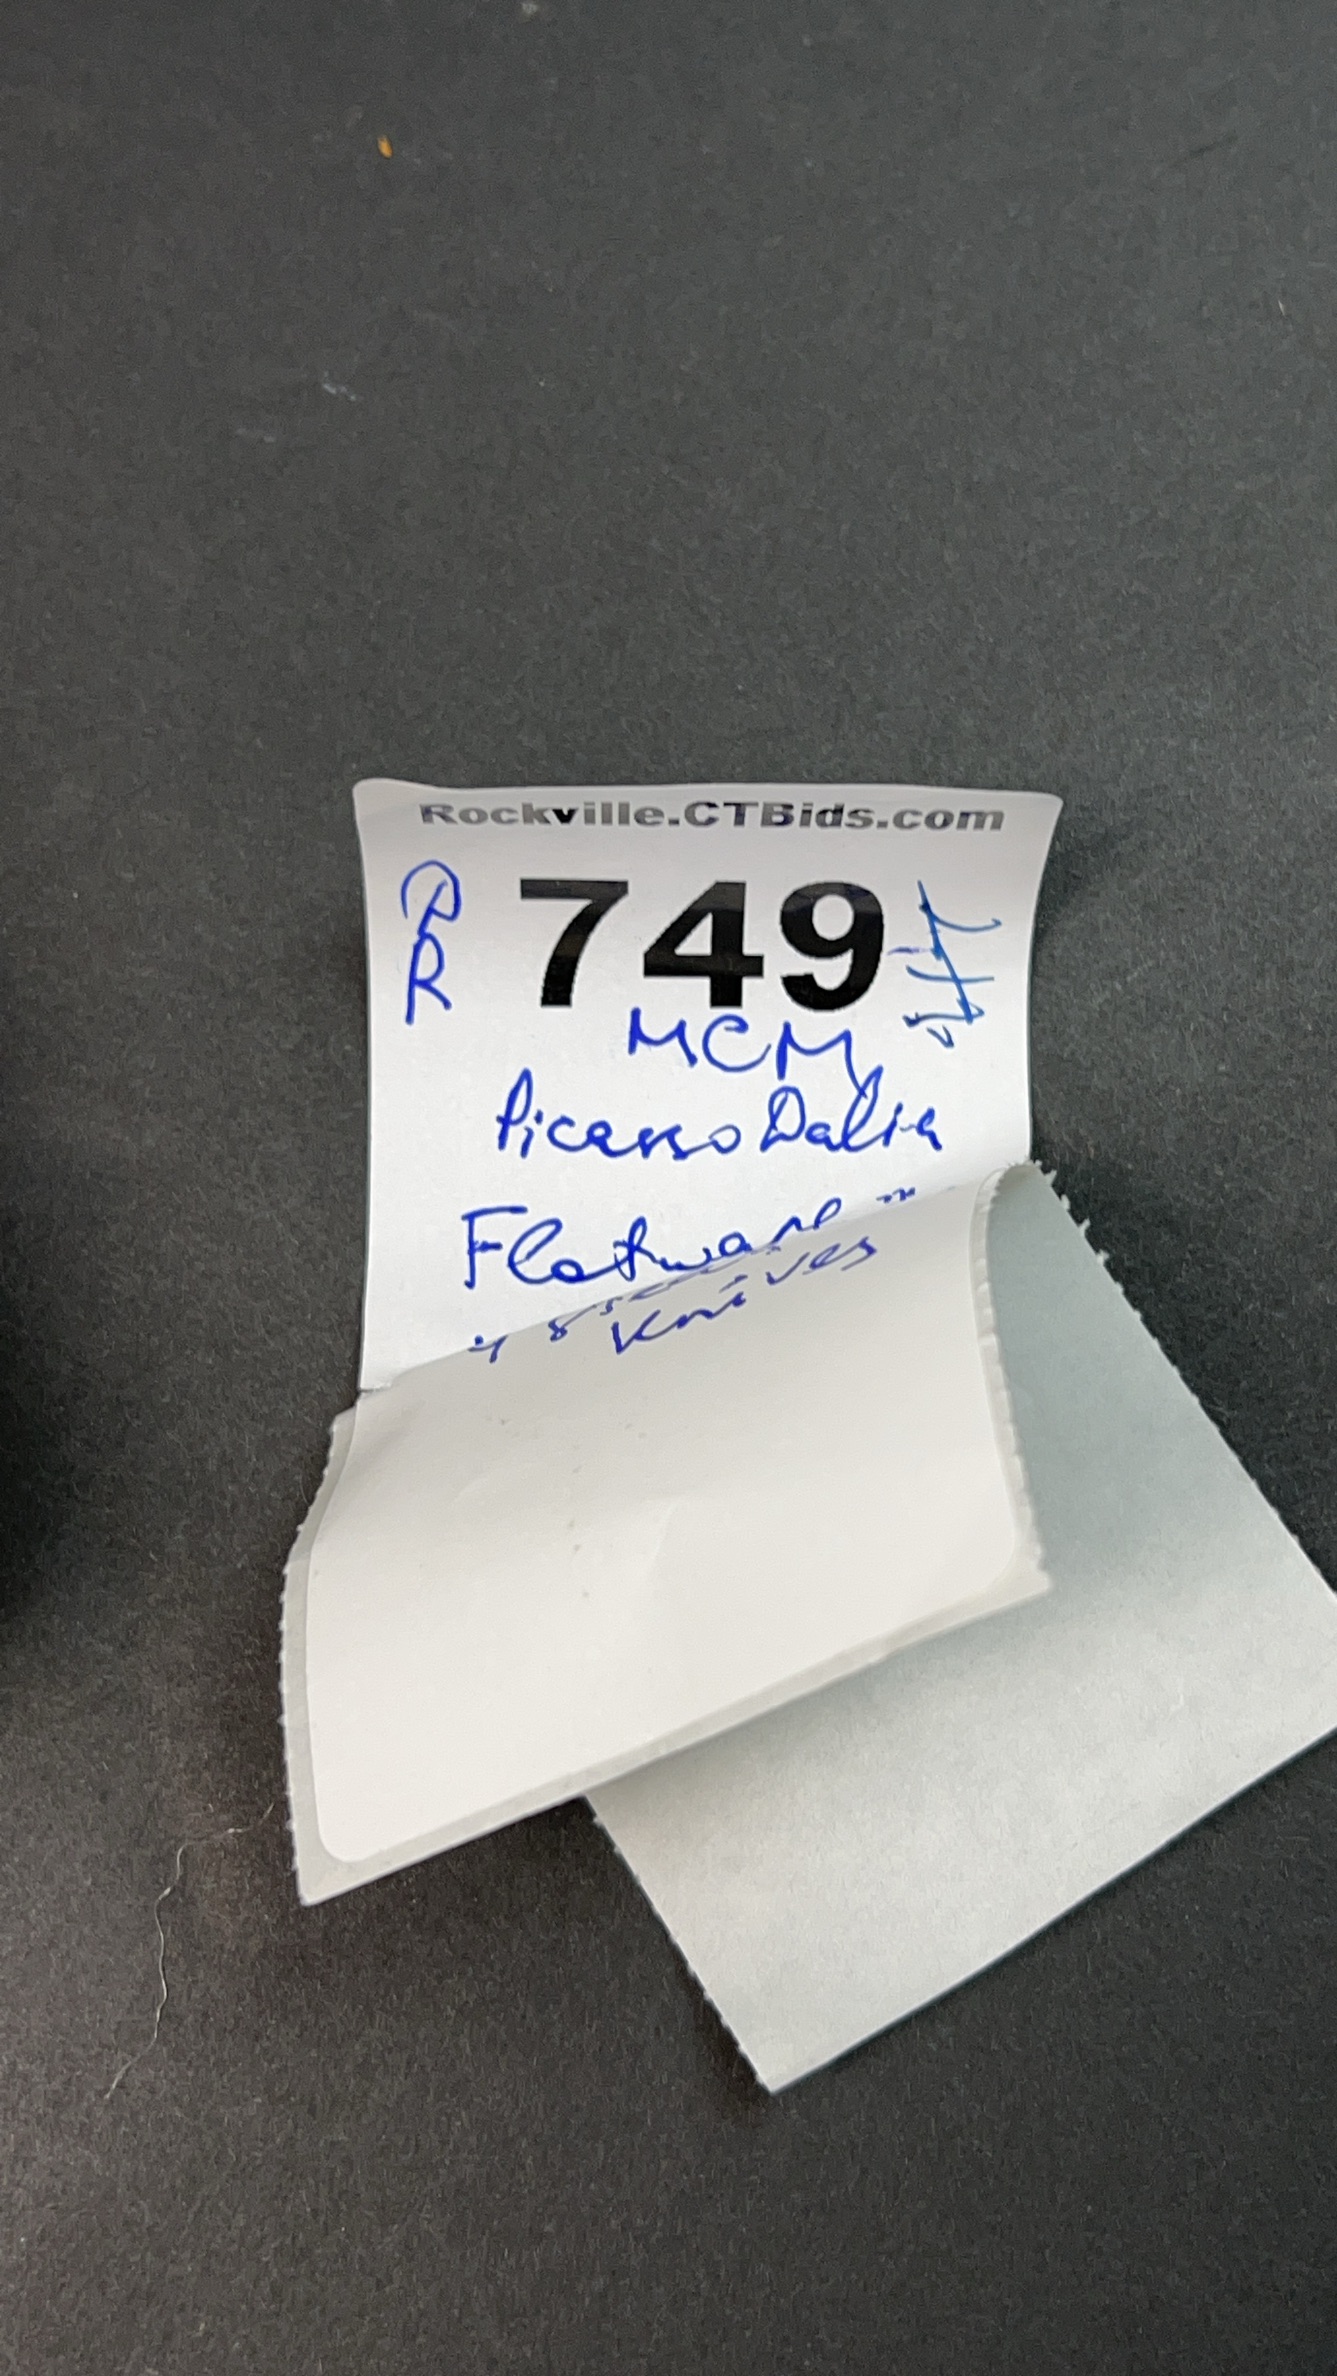 Rockville.CTBids.com
749
MCM
Picasso Dalia
Flatware
Knives